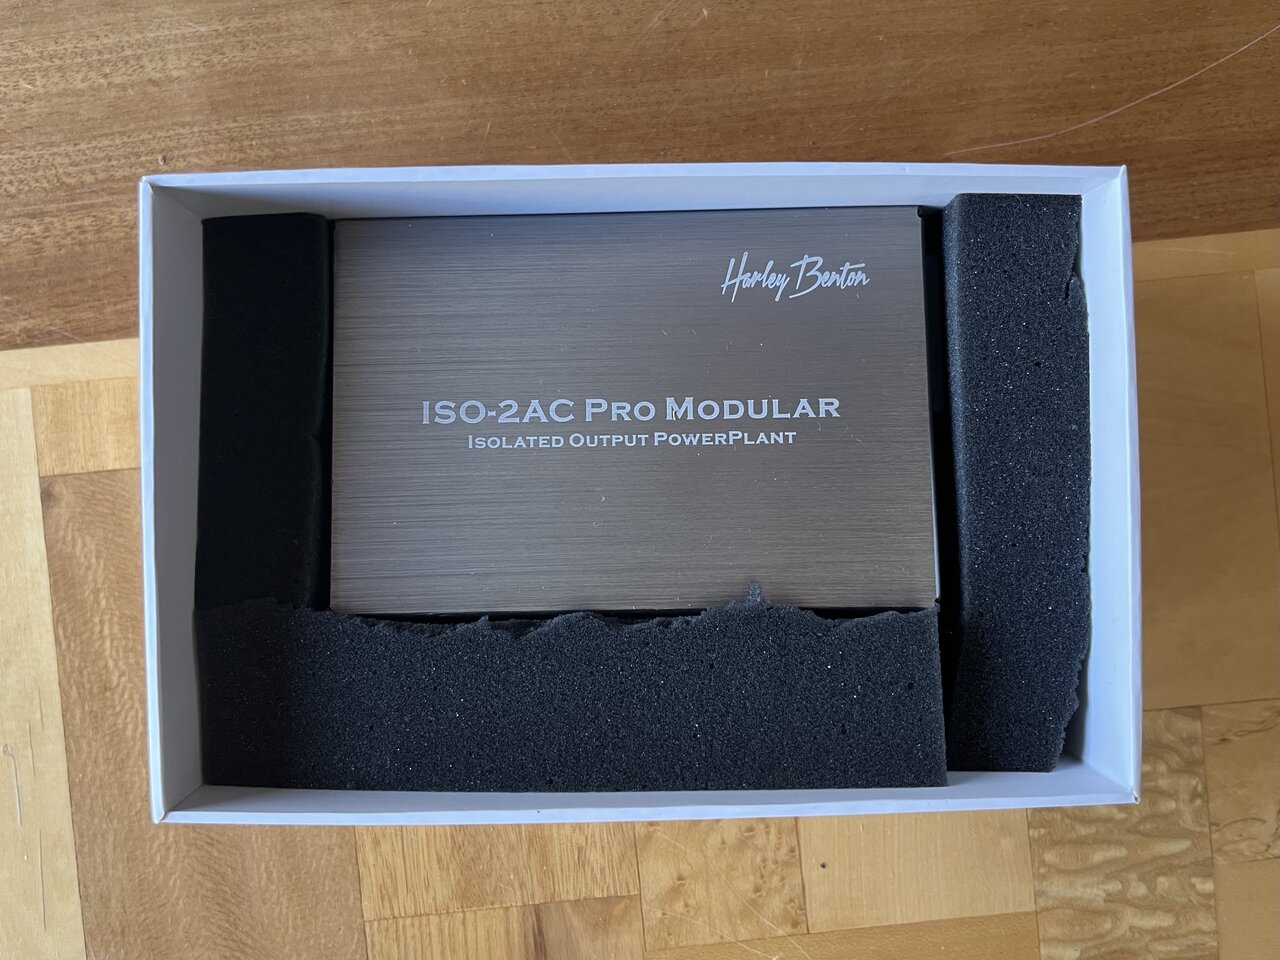 Harley Benton
ISO-2AC Pro Modular
Isolated Output PowerPlant